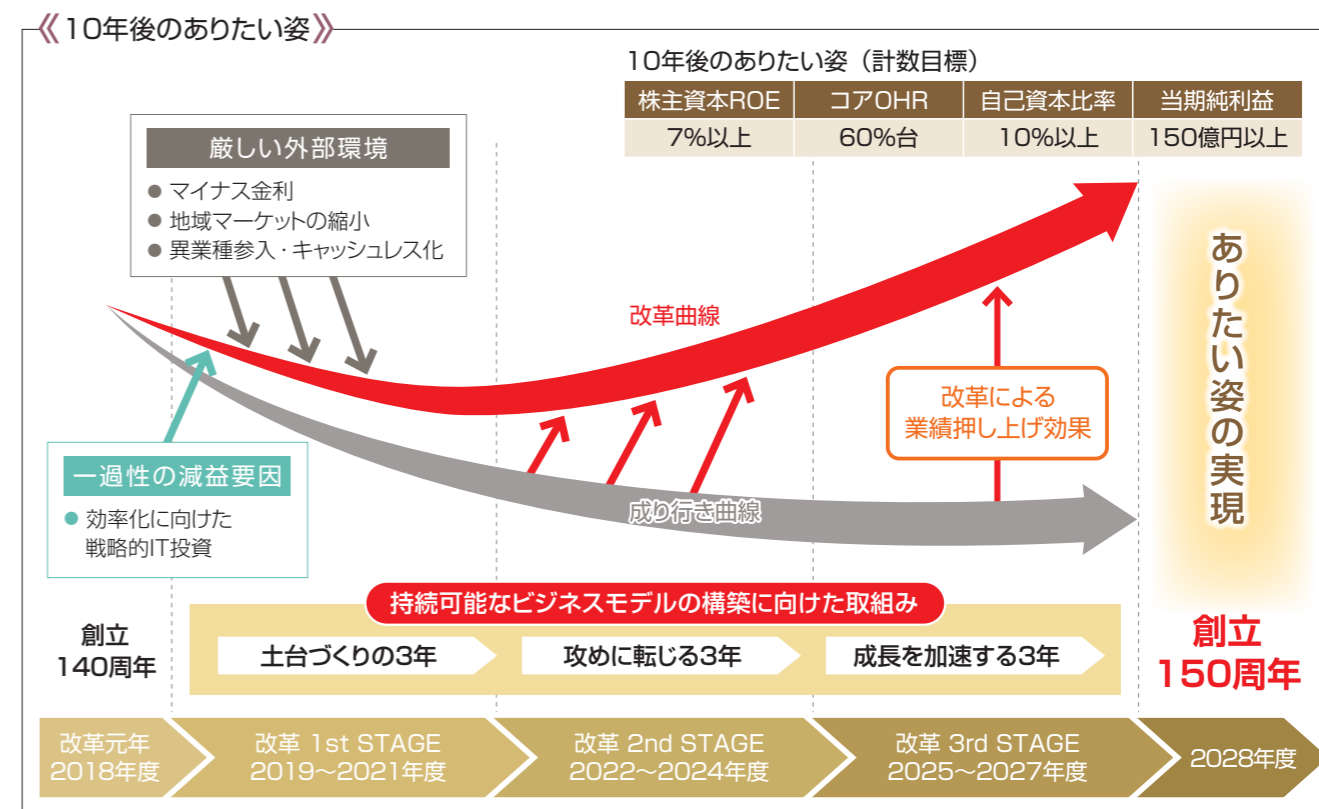 《10年後のありたい姿》
10年後のありたい姿（計数目標）
株主資本ROE コアOHR 自己資本比率 当期純利益
7%以上 60%台 10%以上 150億円以上
厳しい外部環境
● マイナス金利
● 地域マーケットの縮小
● 異業種参入・キャッシュレス化
改革曲線
改革による
業績押し上げ効果
ありたい姿の実現
一過性の減益要因
● 効率化に向けた
戦略的IT投資
成り行き曲線
持続可能なビジネスモデルの構築に向けた取組み
創立
140周年
土台づくりの3年 攻めに転じる3年 成長を加速する3年
創立
150周年
改革元年
2018年度
改革 1st STAGE
2019〜2021年度
改革 2nd STAGE
2022〜2024年度
改革 3rd STAGE
2025〜2027年度
2028年度